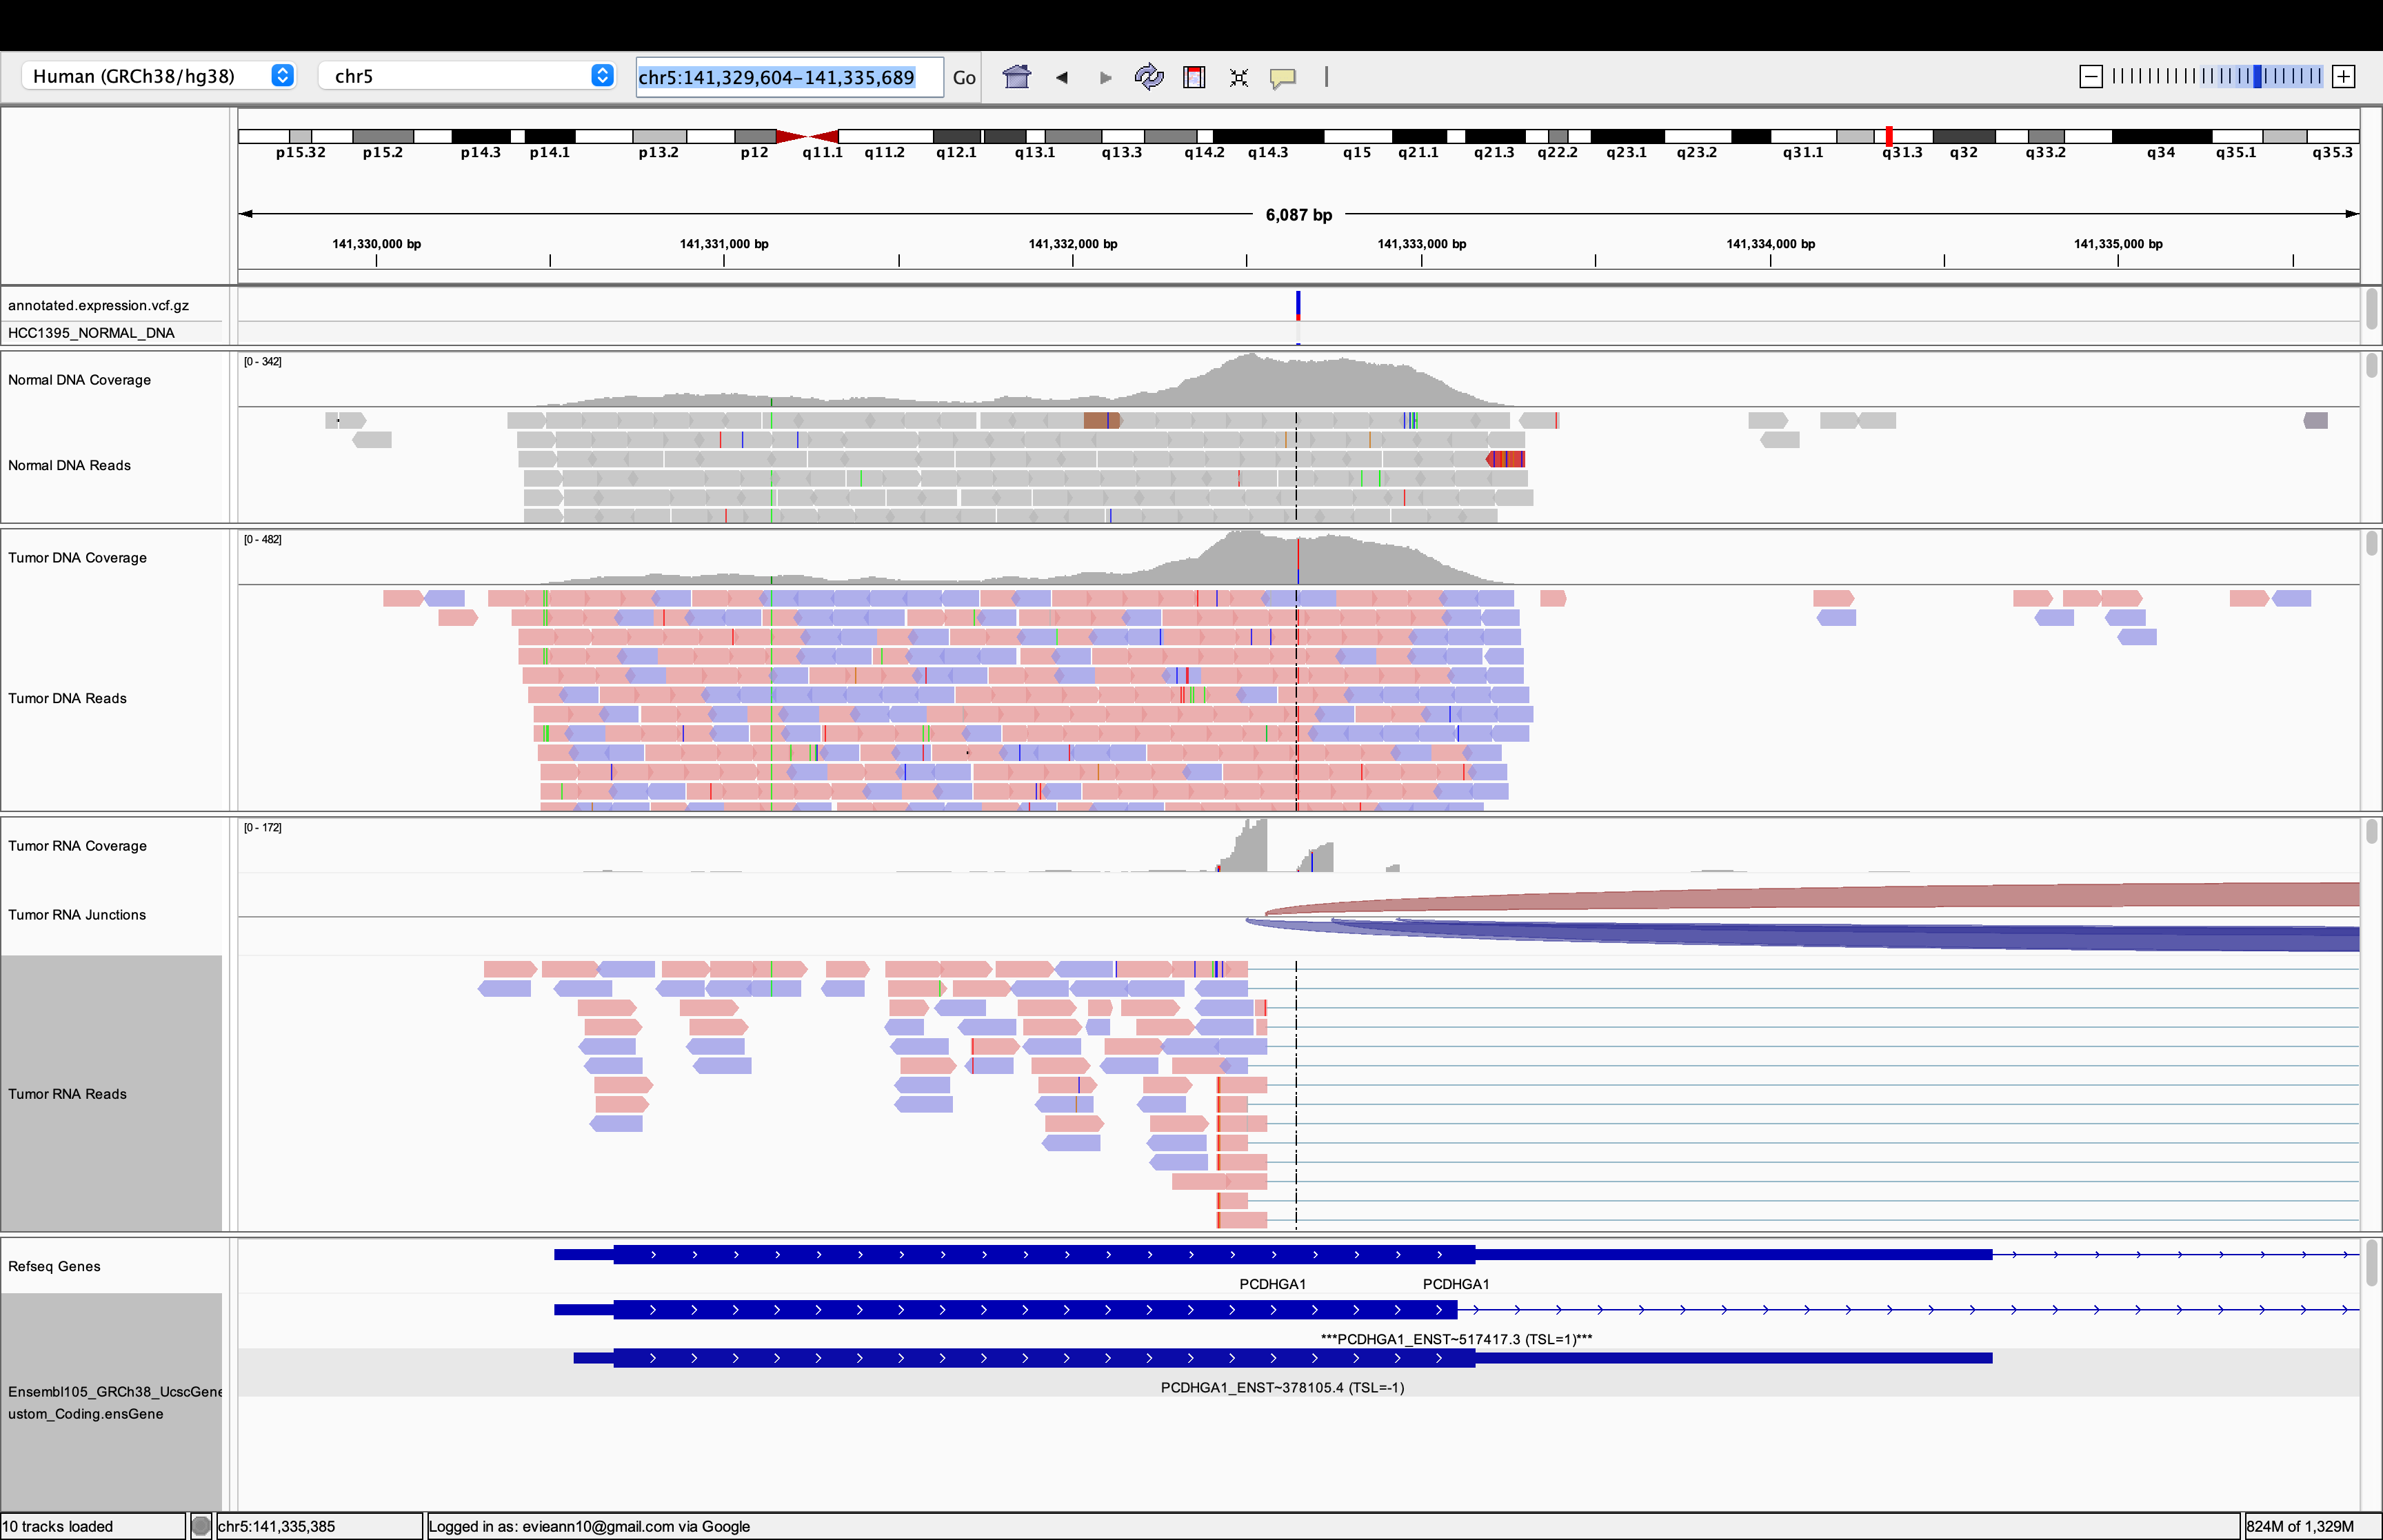 Human (GRCh38/hg38) chr5 chr5:141,329,604-141,335,689 Go
p15.32 p15.2 p14.3 p14.1 p13.2 p12 q11.1 q11.2 q12.1 q13.1 q13.3 q14.2 q14.3 q15 q21.1 q21.3 q22.2 q23.1 q23.2 q31.1 q31.3 q32 q33.2 q34 q35.1 q35.3
6,087 bp
141,330,000 bp 141,331,000 bp 141,332,000 bp 141,333,000 bp 141,334,000 bp 141,335,000 bp
annotated.expression.vcf.gz
HCC1395_NORMAL_DNA
[0 - 342]
Normal DNA Coverage
Normal DNA Reads
[0 - 482]
Tumor DNA Coverage
Tumor DNA Reads
[0 - 172]
Tumor RNA Coverage
Tumor RNA Junctions
Tumor RNA Reads
Refseq Genes
PCDHGA1 PCDHGA1
***PCDHGA1_ENST~517417.3 (TSL=1)***
PCDHGA1_ENST~378105.4 (TSL=-1)
Ensembl105_GRCh38_UcscGene
ustom_Coding.ensGene
10 tracks loaded chr5:141,335,385 Logged in as: evieann10@gmail.com via Google 824M of 1,329M